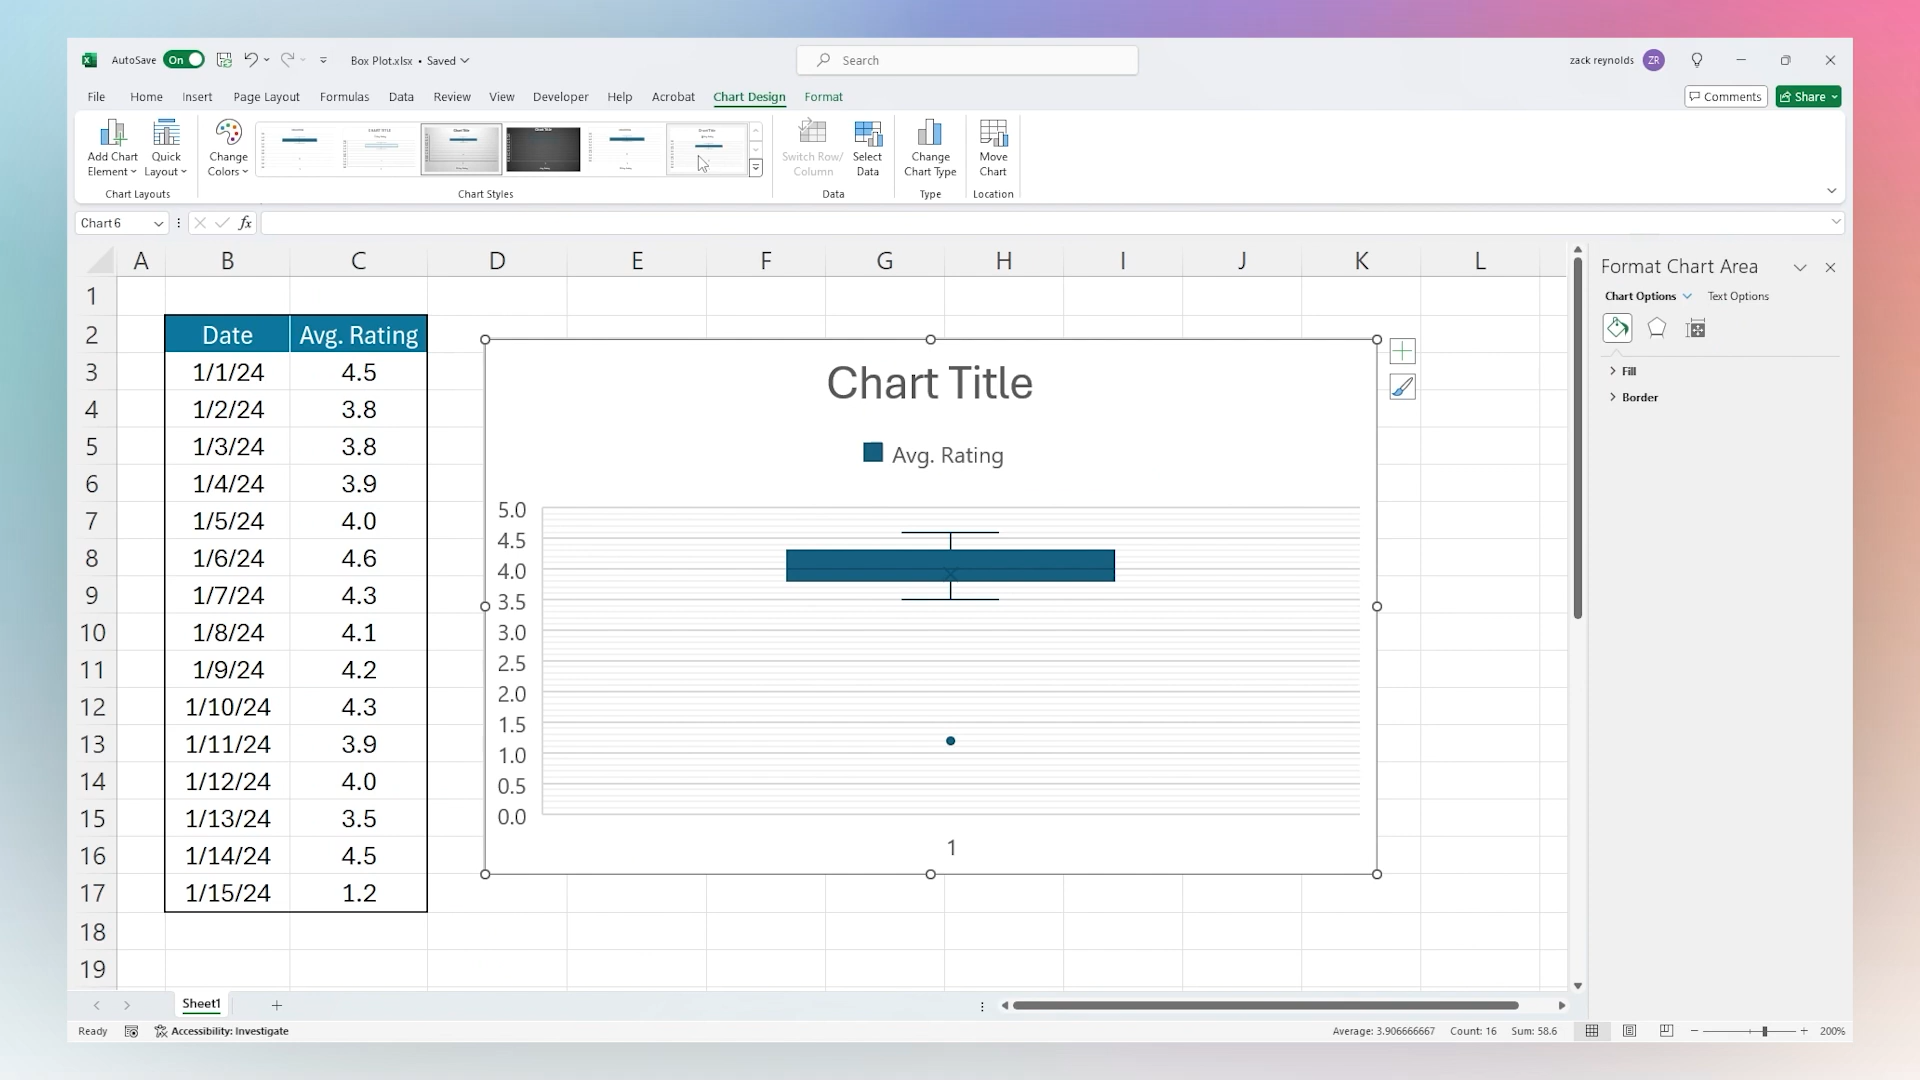 AutoSave On Box Plot.xlsx • Saved Search zack reynolds ZR
File Home Insert Page Layout Formulas Data Review View Developer Help Acrobat Chart Design Format Comments Share
Add Chart Element Quick Layout Change Colors Switch Row/ Column Select Data Change Chart Type Move Chart
Chart Layouts Chart Styles Data Type Location
Chart 6 fx
A B C D E F G H I J K L
1
2 Date Avg. Rating
3 1/1/24 4.5
4 1/2/24 3.8
5 1/3/24 3.8
6 1/4/24 3.9
7 1/5/24 4.0
8 1/6/24 4.6
9 1/7/24 4.3
10 1/8/24 4.1
11 1/9/24 4.2
12 1/10/24 4.3
13 1/11/24 3.9
14 1/12/24 4.0
15 1/13/24 3.5
16 1/14/24 4.5
17 1/15/24 1.2
18
19
Chart Title
Avg. Rating
5.0
4.5
4.0
3.5
3.0
2.5
2.0
1.5
1.0
0.5
0.0
1
Format Chart Area
Chart Options Text Options
Fill
Border
Sheet1
Ready Accessibility: Investigate Average: 3.906666667 Count: 16 Sum: 58.6 200%